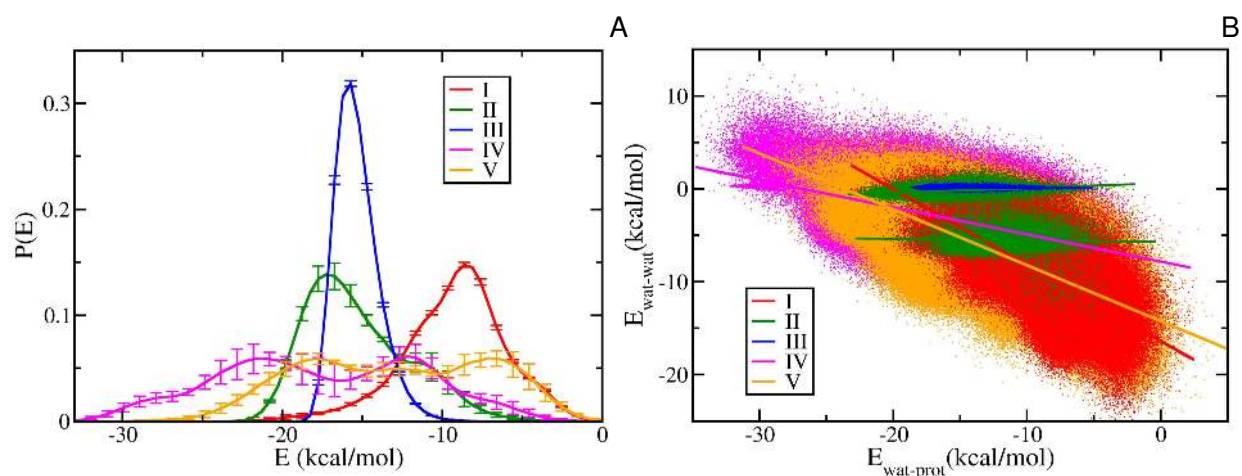 A
B
P(E)
0.3
0.2
0.1
0
-30
-20
-10
0
E (kcal/mol)
I
II
III
IV
V
E_wat-wat(kcal/mol)
10
0
-10
-20
-30
-20
-10
0
E_wat-prot(kcal/mol)
I
II
III
IV
V